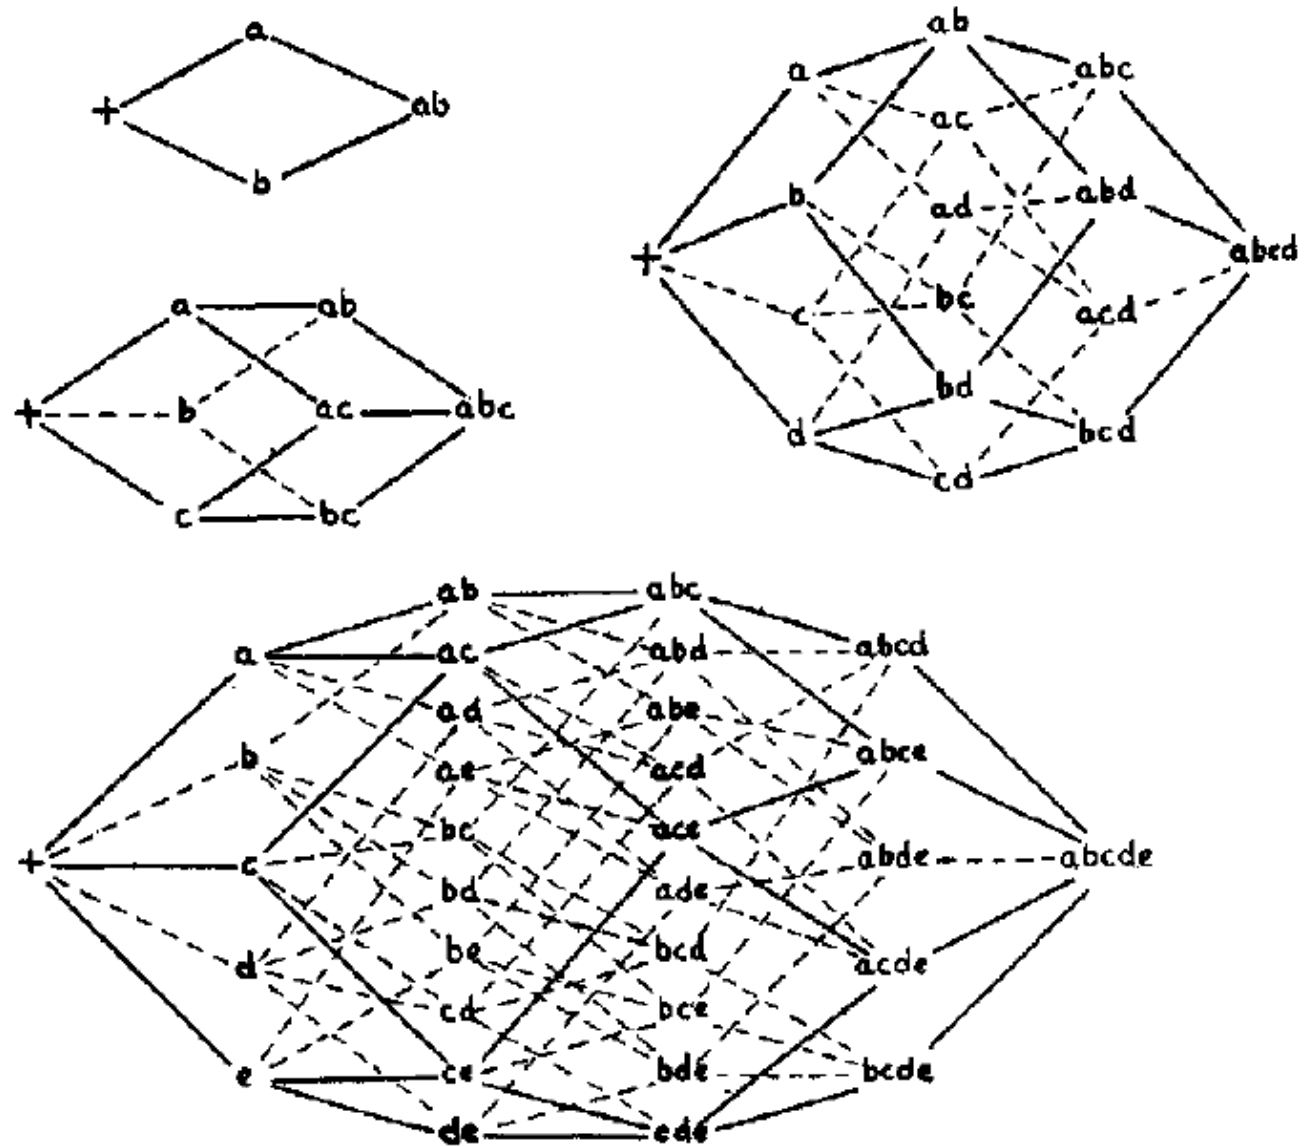 a
+ ab
b
ab
a abc
ac
b ad abd
+ abcd
c bc acd
bd
d bcd
cd
a ab
+ b ac abc
c bc
ab abc
a ac abd abcd
ad abe
b ae acd abce
bc ace
+ c abde abcde
bd ade
d be bcd acde
cd bce
e ce bde bcde
de cde